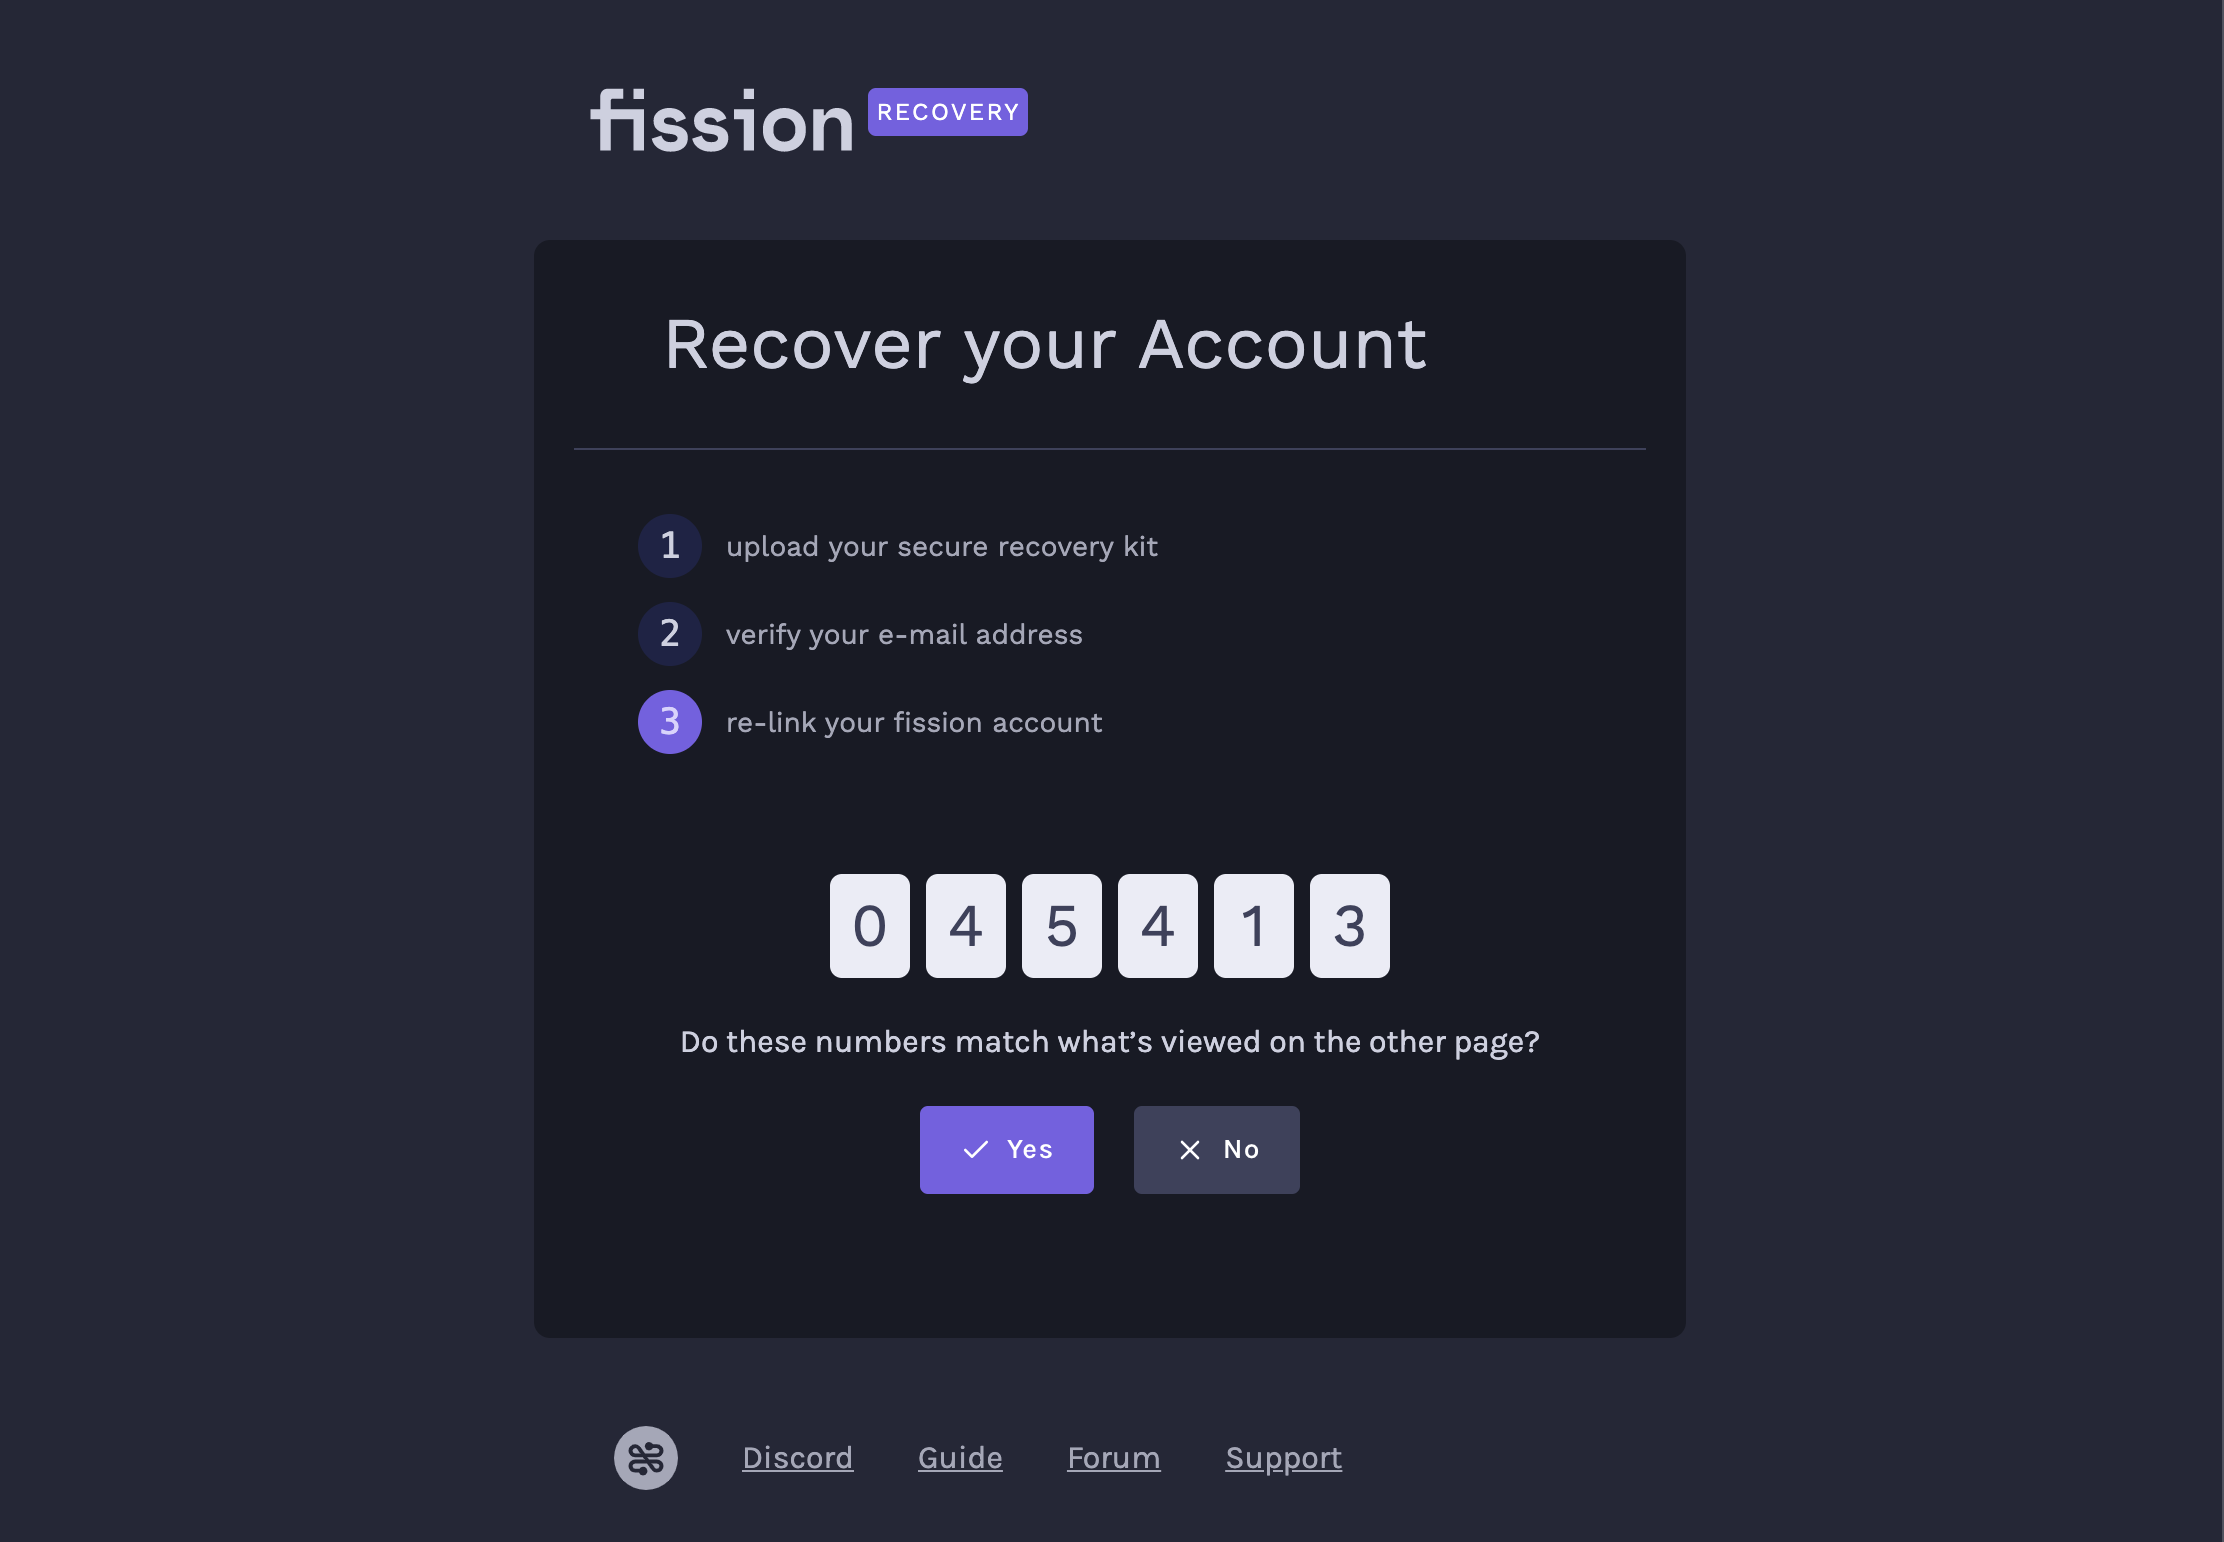 fission RECOVERY
Recover your Account
1 upload your secure recovery kit
2 verify your e-mail address
3 re-link your fission account
0 4 5 4 1 3
Do these numbers match what’s viewed on the other page?
Yes No
Discord Guide Forum Support